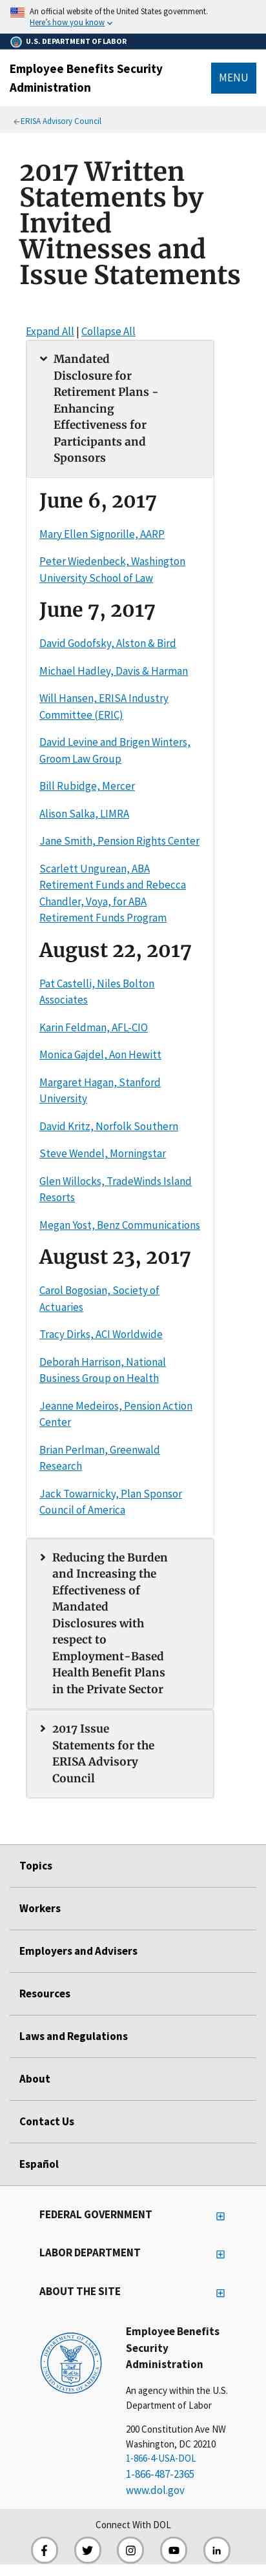 An official website of the United States government.
Here's how you know
U.S. DEPARTMENT OF LABOR
Employee Benefits Security
Administration
MENU
ERISA Advisory Council
2017 Written
Statements by
Invited
Witnesses and
Issue Statements
Expand All | Collapse All
Mandated
Disclosure for
Retirement Plans -
Enhancing
Effectiveness for
Participants and
Sponsors
June 6, 2017
Mary Ellen Signorille, AARP
Peter Wiedenbeck, Washington
University School of Law
June 7, 2017
David Godofsky, Alston & Bird
Michael Hadley, Davis & Harman
Will Hansen, ERISA Industry
Committee (ERIC)
David Levine and Brigen Winters,
Groom Law Group
Bill Rubidge, Mercer
Alison Salka, LIMRA
Jane Smith, Pension Rights Center
Scarlett Ungurean, ABA
Retirement Funds and Rebecca
Chandler, Voya, for ABA
Retirement Funds Program
August 22, 2017
Pat Castelli, Niles Bolton
Associates
Karin Feldman, AFL-CIO
Monica Gajdel, Aon Hewitt
Margaret Hagan, Stanford
University
David Kritz, Norfolk Southern
Steve Wendel, Morningstar
Glen Willocks, TradeWinds Island
Resorts
Megan Yost, Benz Communications
August 23, 2017
Carol Bogosian, Society of
Actuaries
Tracy Dirks, ACI Worldwide
Deborah Harrison, National
Business Group on Health
Jeanne Medeiros, Pension Action
Center
Brian Perlman, Greenwald
Research
Jack Towarnicky, Plan Sponsor
Council of America
Reducing the Burden
and Increasing the
Effectiveness of
Mandated
Disclosures with
respect to
Employment-Based
Health Benefit Plans
in the Private Sector
2017 Issue
Statements for the
ERISA Advisory
Council
Topics
Workers
Employers and Advisers
Resources
Laws and Regulations
About
Contact Us
Español
FEDERAL GOVERNMENT
LABOR DEPARTMENT
ABOUT THE SITE
Employee Benefits
Security
Administration
An agency within the U.S.
Department of Labor
200 Constitution Ave NW
Washington, DC 20210
1-866-4-USA-DOL
1-866-487-2365
www.dol.gov
Connect With DOL